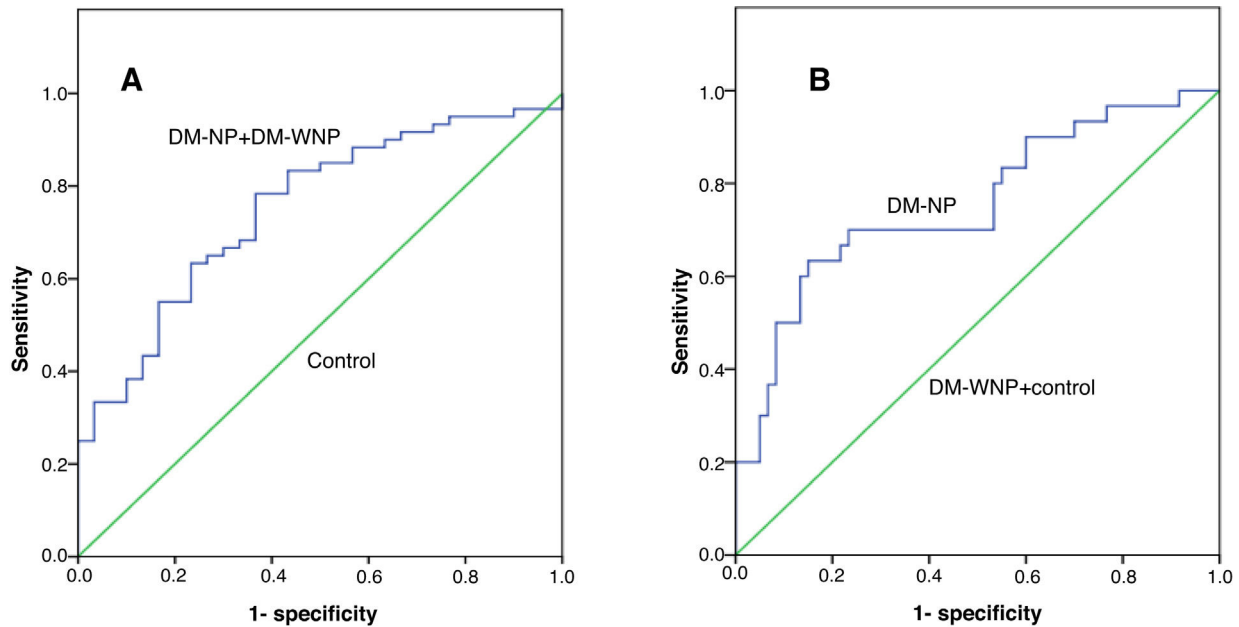 A
DM-NP+DM-WNP
Control
Sensitivity
1.0
0.8
0.6
0.4
0.2
0.0
0.0 0.2 0.4 0.6 0.8 1.0
1- specificity
B
DM-NP
DM-WNP+control
Sensitivity
1.0
0.8
0.6
0.4
0.2
0.0
0.0 0.2 0.4 0.6 0.8 1.0
1- specificity